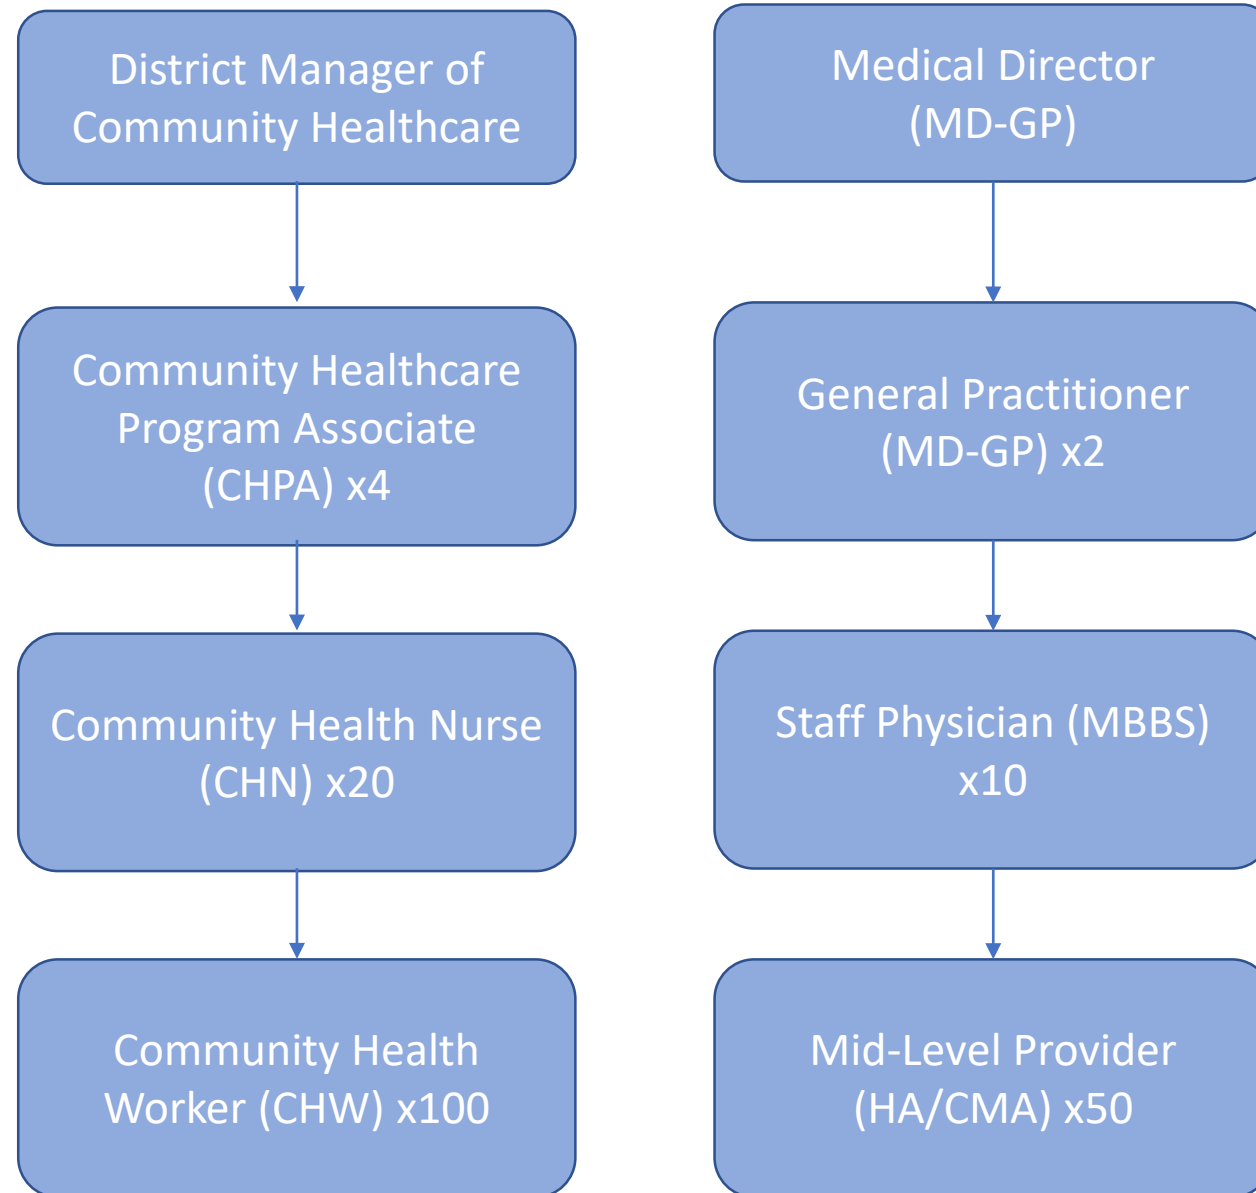 District Manager of
Community Healthcare
Community Healthcare
Program Associate
(CHPA) x4
Community Health Nurse
(CHN) x20
Community Health
Worker (CHW) x100
Medical Director
(MD-GP)
General Practitioner
(MD-GP) x2
Staff Physician (MBBS)
x10
Mid-Level Provider
(HA/CMA) x50